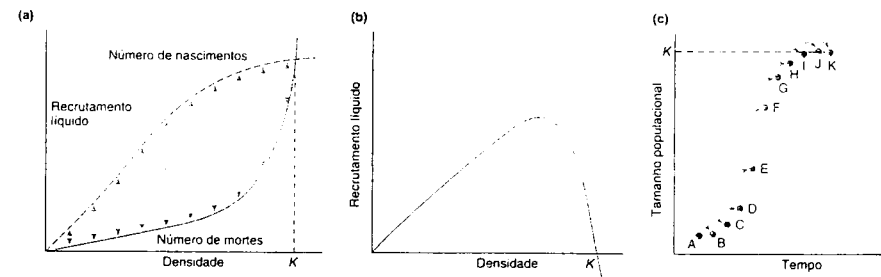 (a)
Número de nascimentos
Recrutamento
líquido
Número de mortes
Densidade
K
(b)
Recrutamento líquido
Densidade
K
(c)
K
Tamanho populacional
A
B
C
D
E
F
G
H
I
J
K
Tempo